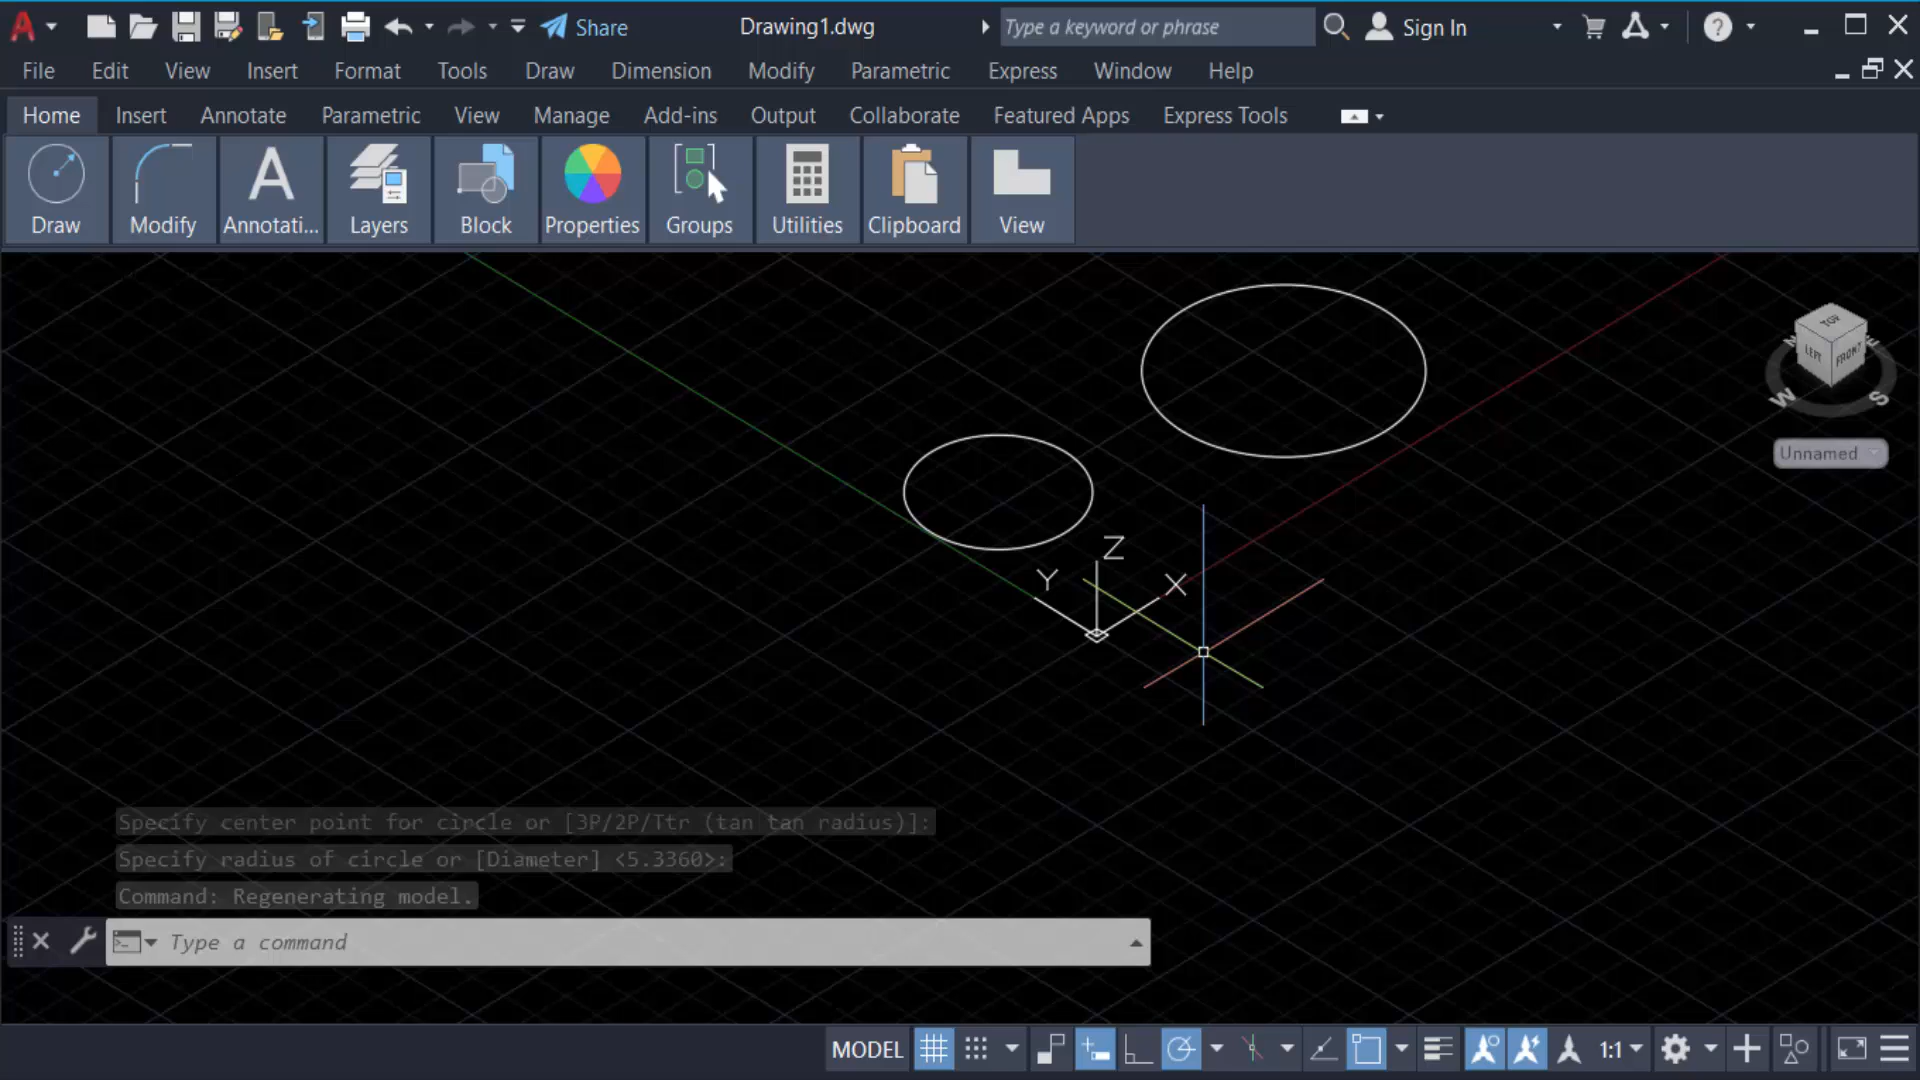 Share
Drawing1.dwg
Type a keyword or phrase
Sign In
File Edit View Insert Format Tools Draw Dimension Modify Parametric Express Window Help
Home Insert Annotate Parametric View Manage Add-ins Output Collaborate Featured Apps Express Tools
Draw Modify Annotati... Layers Block Properties Groups Utilities Clipboard View
TOP
LEFT FRONT
W S
Unnamed
Z
Y X
Specify center point for circle or [3P/2P/Ttr (tan tan radius)]:
Specify radius of circle or [Diameter] <5.3360>:
Command: Regenerating model.
Type a command
MODEL 1:1